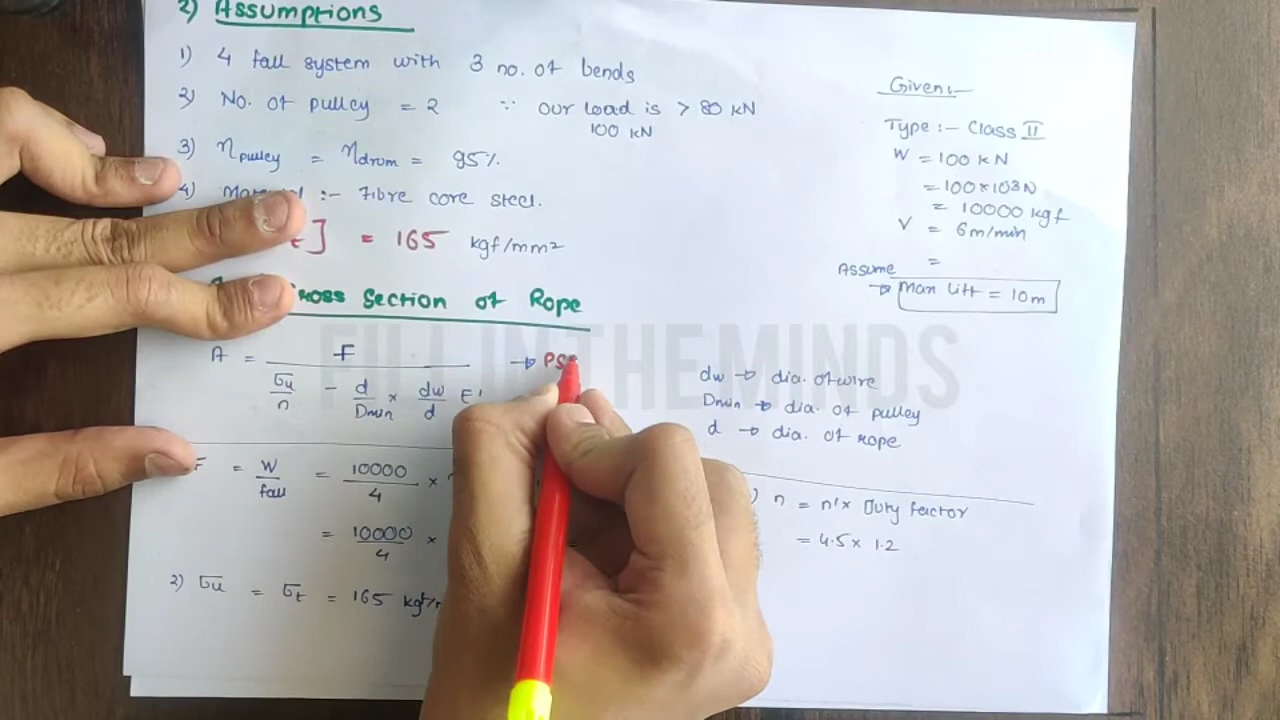 2) Assumptions
1) 4 fall system with 3 no. of bends
2) No. of pulley = 2 ∵ Our load is > 80 kN
100 kN
3) ηpulley = ηdrum = 95%
4) :- Fibre core steel.
t] = 165 kgf/mm²
Cross Section of Rope
A = F → PS
σu/n - d/Dmin × dw/d E'
F = W/fall = 10000/4 ×
= 10000/4 ×
2) σu = σt = 165 kgf/
Given:-
Type :- Class II
W = 100 kN
= 100×103 N
= 10000 kgf
V = 6m/min
=
Assume
→ Max lift = 10m
dw → dia. of wire
Dmin → dia. of pulley
d → dia. of rope
) n = n' × Duty factor
= 4.5 × 1.2
FILL IN THE MINDS